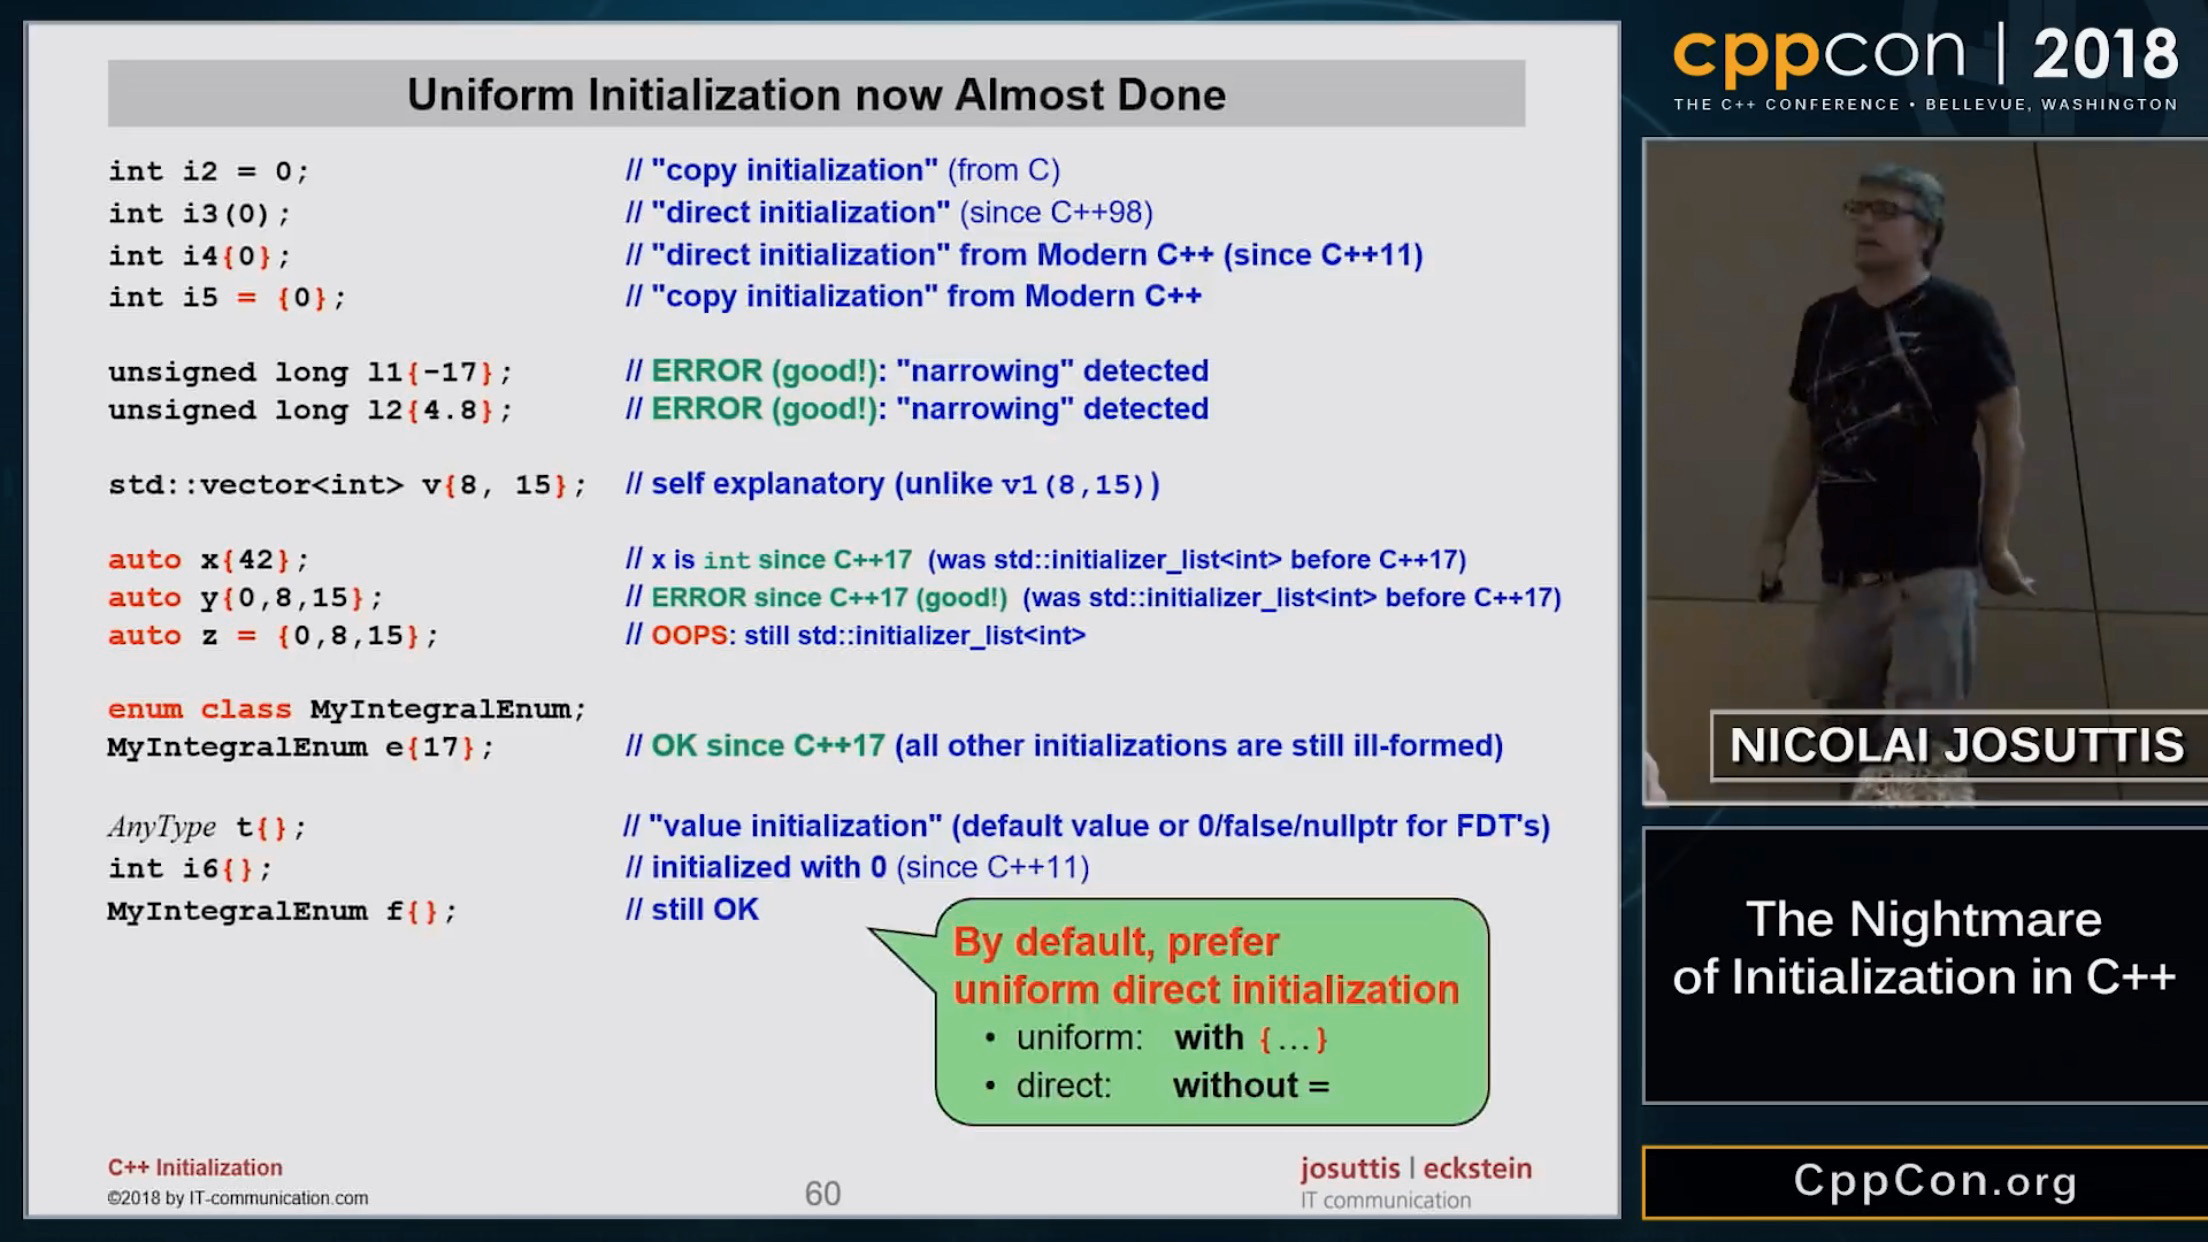 Uniform Initialization now Almost Done
int i2 = 0; // "copy initialization" (from C)
int i3(0); // "direct initialization" (since C++98)
int i4{0}; // "direct initialization" from Modern C++ (since C++11)
int i5 = {0}; // "copy initialization" from Modern C++
unsigned long l1{-17}; // ERROR (good!): "narrowing" detected
unsigned long l2{4.8}; // ERROR (good!): "narrowing" detected
std::vector<int> v{8, 15}; // self explanatory (unlike v1(8,15))
auto x{42}; // x is int since C++17 (was std::initializer_list<int> before C++17)
auto y{0,8,15}; // ERROR since C++17 (good!) (was std::initializer_list<int> before C++17)
auto z = {0,8,15}; // OOPS: still std::initializer_list<int>
enum class MyIntegralEnum;
MyIntegralEnum e{17}; // OK since C++17 (all other initializations are still ill-formed)
AnyType t{}; // "value initialization" (default value or 0/false/nullptr for FDT's)
int i6{}; // initialized with 0 (since C++11)
MyIntegralEnum f{}; // still OK
By default, prefer
uniform direct initialization
• uniform: with {...}
• direct: without =
C++ Initialization
©2018 by IT-communication.com
60
josuttis | eckstein
IT communication
cppcon | 2018
THE C++ CONFERENCE • BELLEVUE, WASHINGTON
NICOLAI JOSUTTIS
The Nightmare
of Initialization in C++
CppCon.org